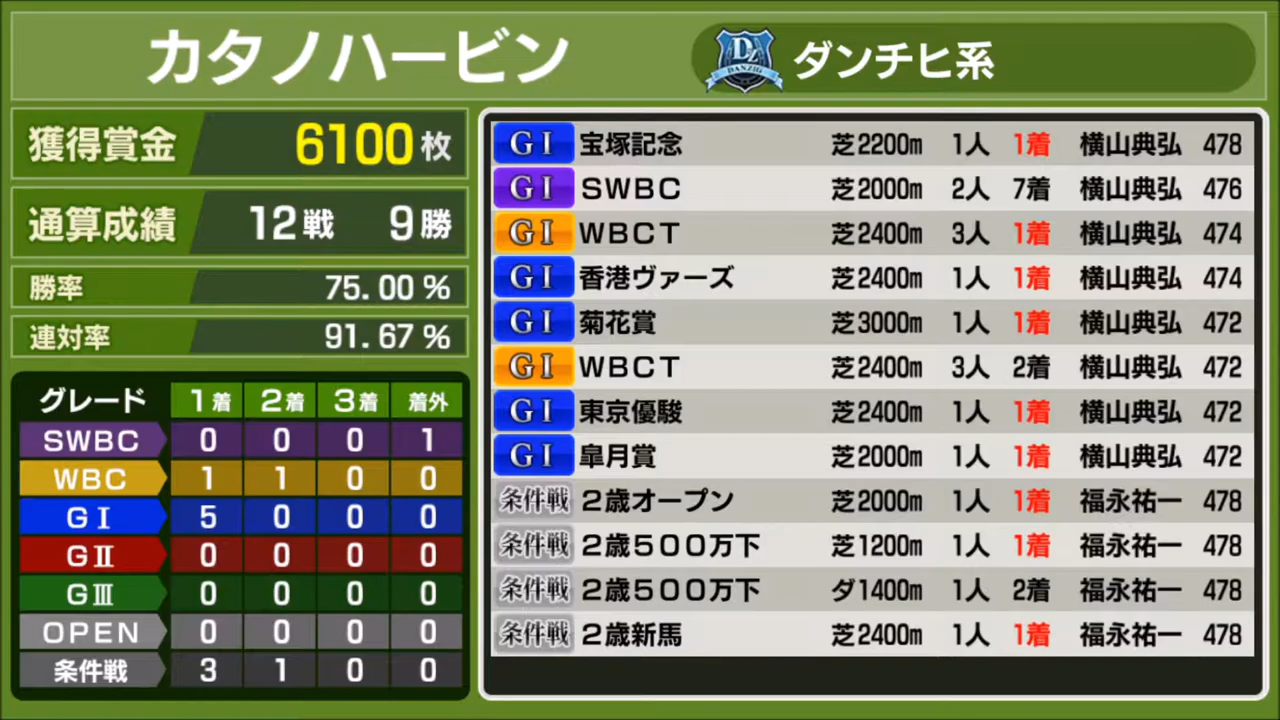 カタノハービン
DZ DANZIG ダンチヒ系
獲得賞金 6100枚
通算成績 12戦 9勝
勝率 75.00%
連対率 91.67%
グレード 1着 2着 3着 着外
SWBC 0 0 0 1
WBC 1 1 0 0
GⅠ 5 0 0 0
GⅡ 0 0 0 0
GⅢ 0 0 0 0
OPEN 0 0 0 0
条件戦 3 1 0 0
GI 宝塚記念 芝2200m 1人 1着 横山典弘 478
GI SWBC 芝2000m 2人 7着 横山典弘 476
GI WBCT 芝2400m 3人 1着 横山典弘 474
GI 香港ヴァーズ 芝2400m 1人 1着 横山典弘 474
GI 菊花賞 芝3000m 1人 1着 横山典弘 472
GI WBCT 芝2400m 3人 2着 横山典弘 472
GI 東京優駿 芝2400m 1人 1着 横山典弘 472
GI 皐月賞 芝2000m 1人 1着 横山典弘 472
条件戦 2歳オープン 芝2000m 1人 1着 福永祐一 478
条件戦 2歳500万下 芝1200m 1人 1着 福永祐一 478
条件戦 2歳500万下 ダ1400m 1人 2着 福永祐一 478
条件戦 2歳新馬 芝2400m 1人 1着 福永祐一 478